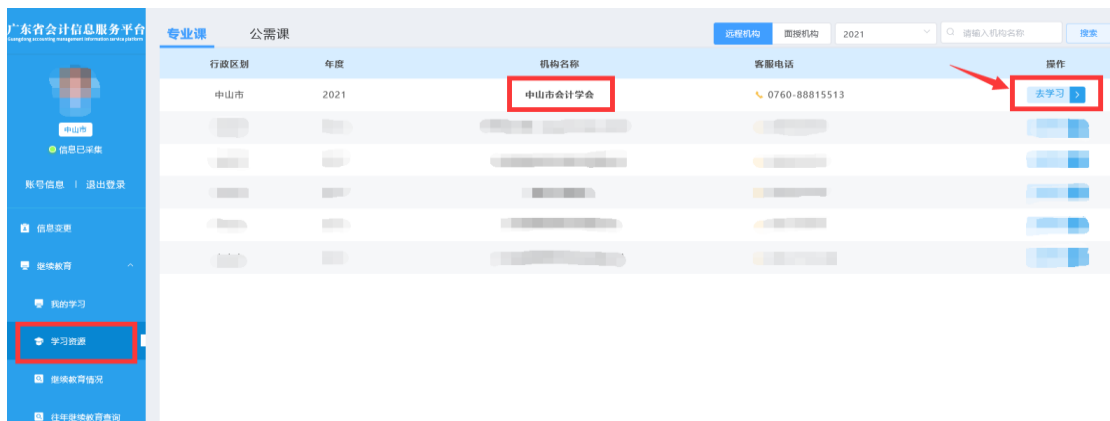 广东省会计信息服务平台
Guangdong accounting management information service platform
中山市
信息已采集
账号信息 | 退出登录
信息变更
继续教育
我的学习
学习资源
继续教育情况
往年继续教育查询
专业课 公需课
远程机构 面授机构 2021 请输入机构名称 搜索
行政区划 年度 机构名称 客服电话 操作
中山市 2021 中山市会计学会 0760-88815513 去学习